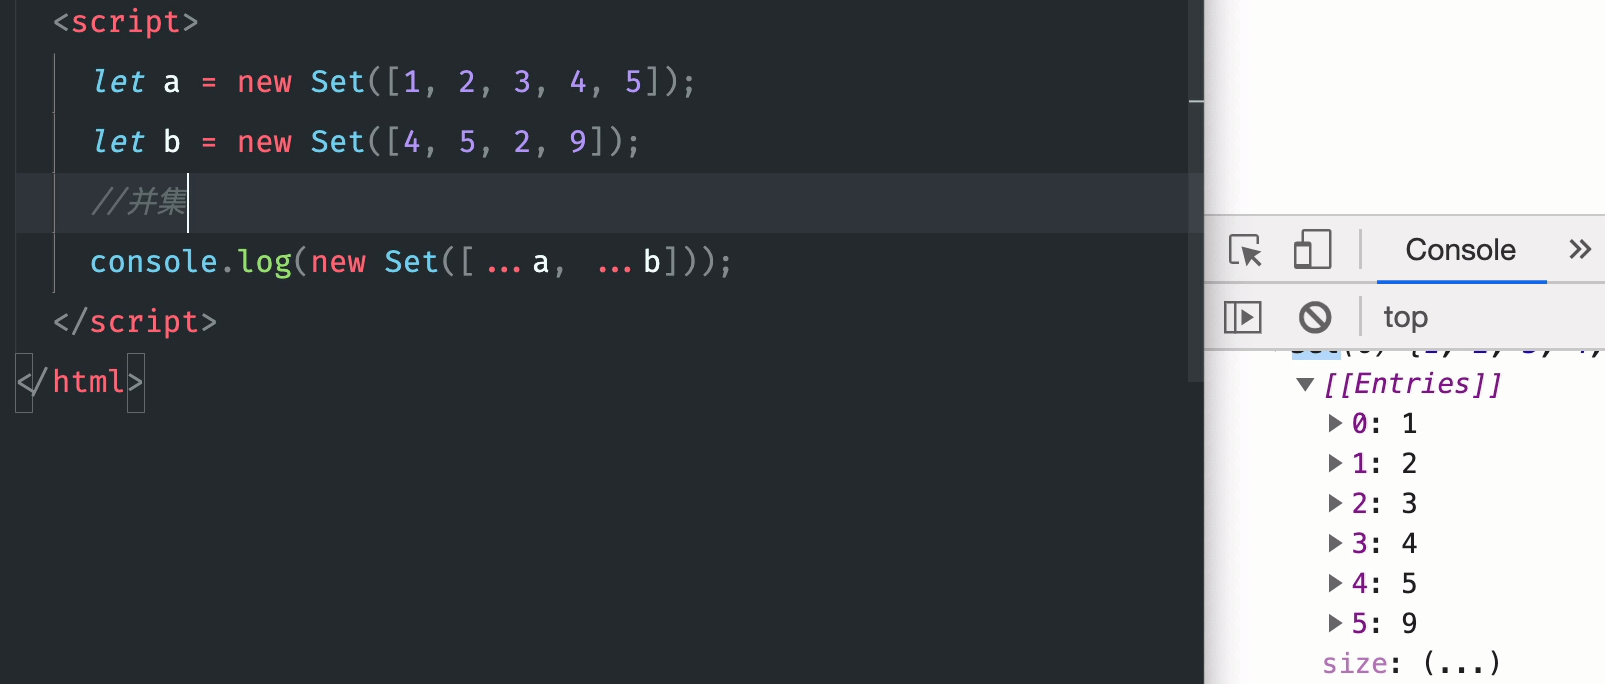 <script>
let a = new Set([1, 2, 3, 4, 5]);
let b = new Set([4, 5, 2, 9]);
//并集
console.log(new Set([...a, ...b]));
</script>
</html>
Console
top
[[Entries]]
0: 1
1: 2
2: 3
3: 4
4: 5
5: 9
size: (...)